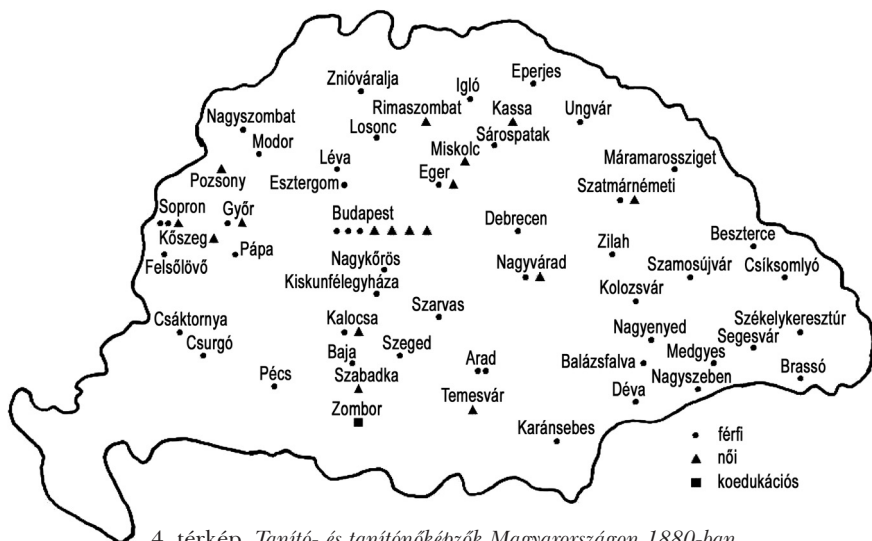 Znióváralja
Igló
Eperjes
Rimaszombat
Kassa
Ungvár
Nagyszombat
Losonc
Sárospatak
Modor
Miskolc
Léva
Máramarossziget
Pozsony
Esztergom
Eger
Szatmárnémeti
Sopron
Győr
Budapest
Debrecen
Beszterce
Kőszeg
Zilah
Felsőlövő
Pápa
Nagykőrös
Nagyvárad
Szamosújvár
Csíksomlyó
Kiskunfélegyháza
Kolozsvár
Szarvas
Csáktornya
Kalocsa
Nagyenyed
Székelykeresztúr
Csurgó
Segesvár
Baja
Szeged
Arad
Balázsfalva
Medgyes
Pécs
Szabadka
Nagyszeben
Brassó
Temesvár
Déva
Zombor
Karánsebes
férfi
női
koedukációs
4. térkép. Tanító- és tanítónőképzők Magyarországon 1880-ban